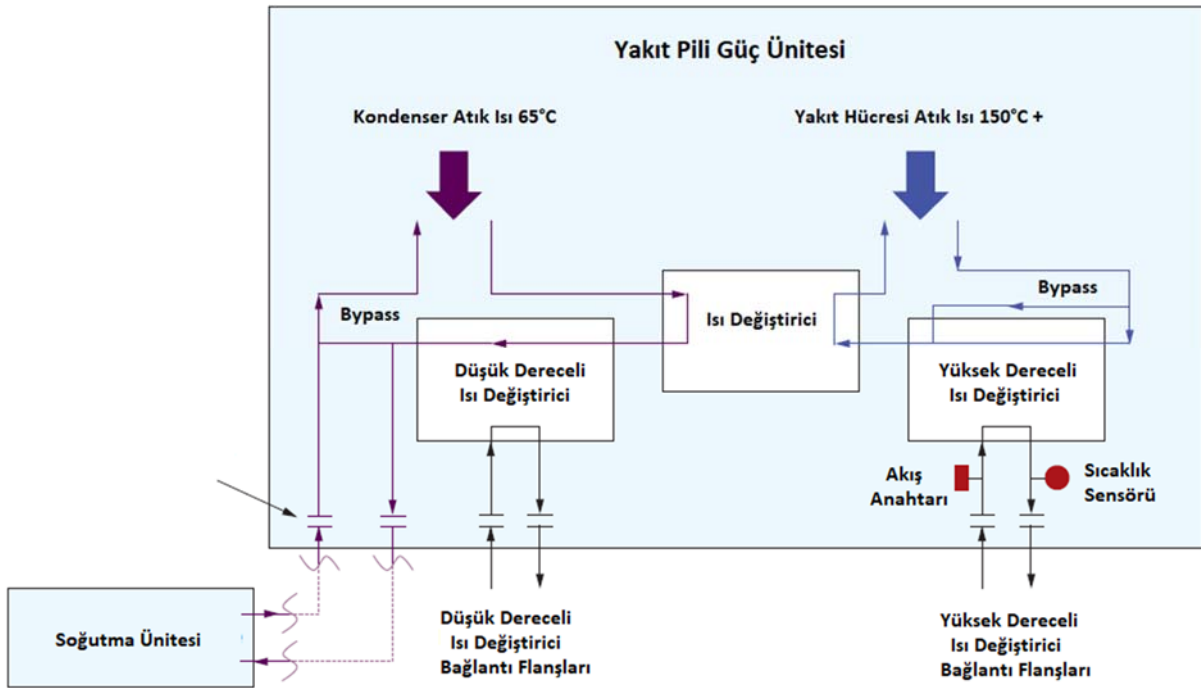 Yakıt Pili Güç Ünitesi
Kondenser Atık Isı 65°C
Yakıt Hücresi Atık Isı 150°C +
Bypass
Isı Değiştirici
Bypass
Düşük Dereceli
Isı Değiştirici
Yüksek Dereceli
Isı Değiştirici
Akış
Anahtarı
Sıcaklık
Sensörü
Soğutma Ünitesi
Düşük Dereceli
Isı Değiştirici
Bağlantı Flanşları
Yüksek Dereceli
Isı Değiştirici
Bağlantı Flanşları